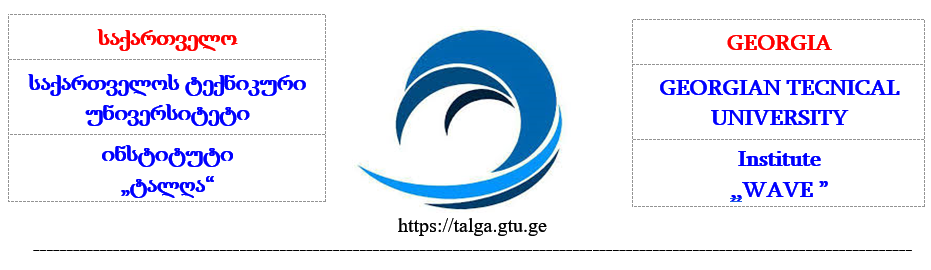 საქართველო
საქართველოს ტექნიკური
უნივერსიტეტი
ინსტიტუტი
„ტალღა“
GEORGIA
GEORGIAN TECNICAL
UNIVERSITY
Institute
„WAVE ”
https://talga.gtu.ge